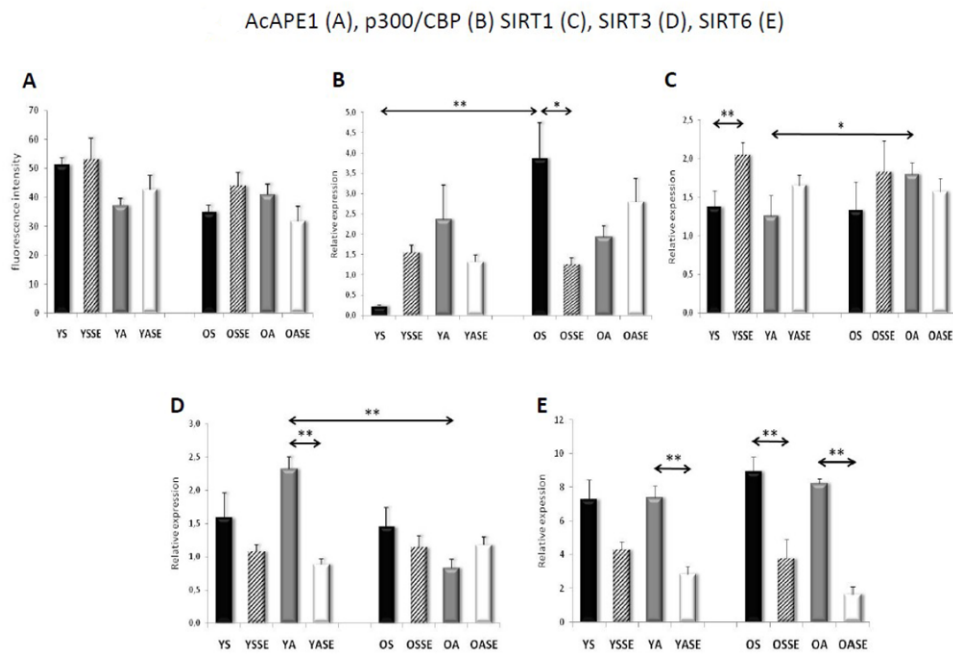 AcAPE1 (A), p300/CBP (B) SIRT1 (C), SIRT3 (D), SIRT6 (E)
A
70
60
50
40
30
20
10
0
fluorescence intensity
YS YSSE YA YASE OS OSSE OA OASE
B
** *
5,0
4,5
4,0
3,5
3,0
2,5
2,0
1,5
1,0
0,5
0,0
Relative expression
YS YSSE YA YASE OS OSSE OA OASE
C
** *
2,5
2,0
1,5
1,0
0,5
0,0
Relative expression
YS YSSE YA YASE OS OSSE OA OASE
D
**
**
3,0
2,5
2,0
1,5
1,0
0,5
0,0
Relative expression
YS YSSE YA YASE OS OSSE OA OASE
E
** ** ** **
12
10
8
6
4
2
0
Relative expession
YS YSSE YA YASE OS OSSE OA OASE